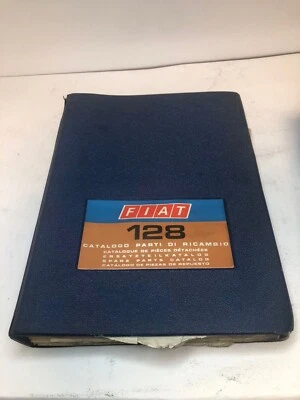 FIAT
128
CATALOGO PARTI DI RICAMBIO
CATALOGUE DE PIÈCES DÉTACHÉES
ERSATZTEILKATALOG
SPARE PARTS CATALOG
CATALOGO DE PIEZAS DE REPUESTO